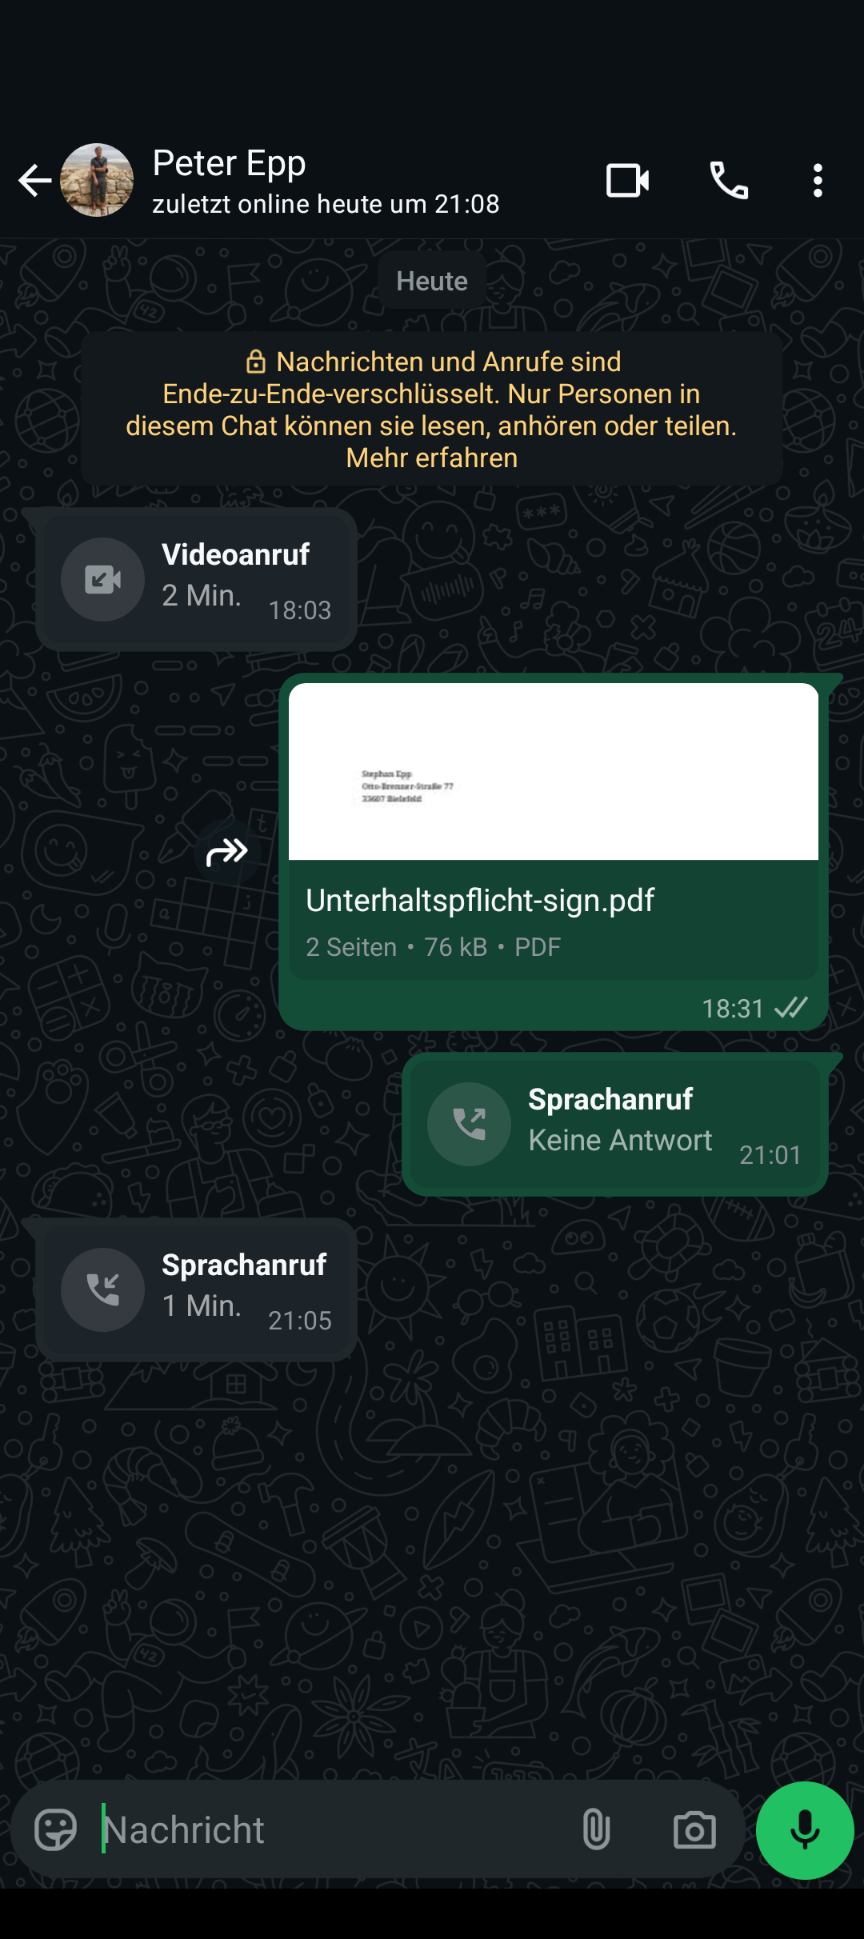 Peter Epp
zuletzt online heute um 21:08
Heute
Nachrichten und Anrufe sind
Ende-zu-Ende-verschlüsselt. Nur Personen in
diesem Chat können sie lesen, anhören oder teilen.
Mehr erfahren
Videoanruf
2 Min. 18:03
Stephan Epp
Otto-Brenner-Straße 77
33607 Bielefeld
Unterhaltspflicht-sign.pdf
2 Seiten • 76 kB • PDF
18:31
Sprachanruf
Keine Antwort 21:01
Sprachanruf
1 Min. 21:05
Nachricht